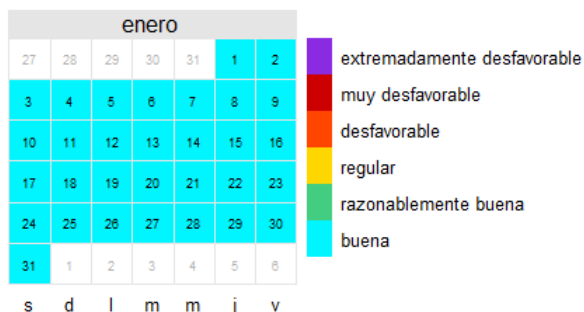 enero
27 28 29 30 31 1 2
3 4 5 6 7 8 9
10 11 12 13 14 15 16
17 18 19 20 21 22 23
24 25 26 27 28 29 30
31 1 2 3 4 5 6
s d l m m j v
extremadamente desfavorable
muy desfavorable
desfavorable
regular
razonablemente buena
buena